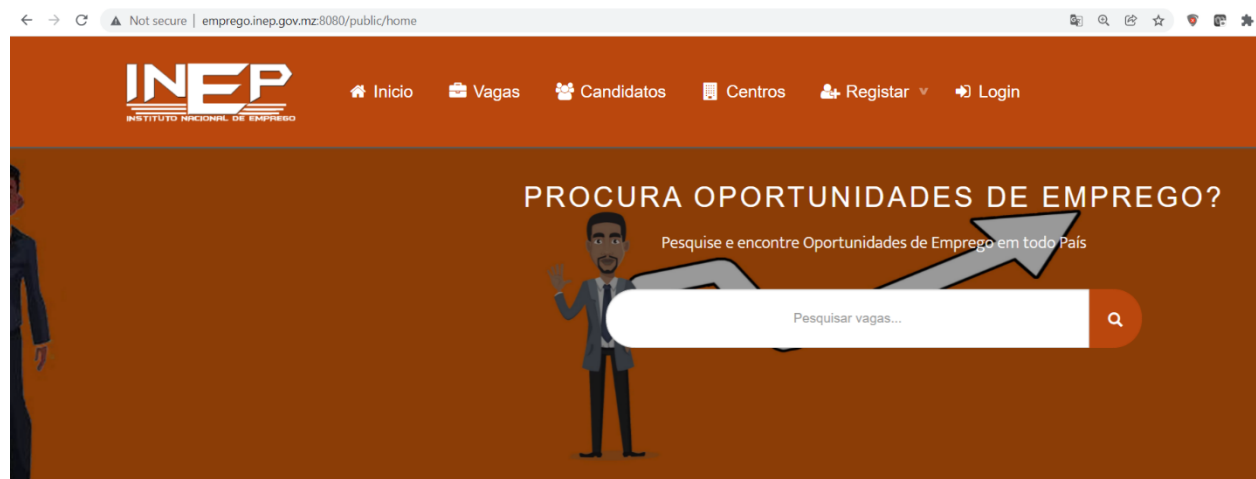 Not secure | emprego.inep.gov.mz:8080/public/home
INEP
INSTITUTO NACIONAL DE EMPREGO
Inicio Vagas Candidatos Centros Registar Login
PROCURA OPORTUNIDADES DE EMPREGO?
Pesquise e encontre Oportunidades de Emprego em todo País
Pesquisar vagas...